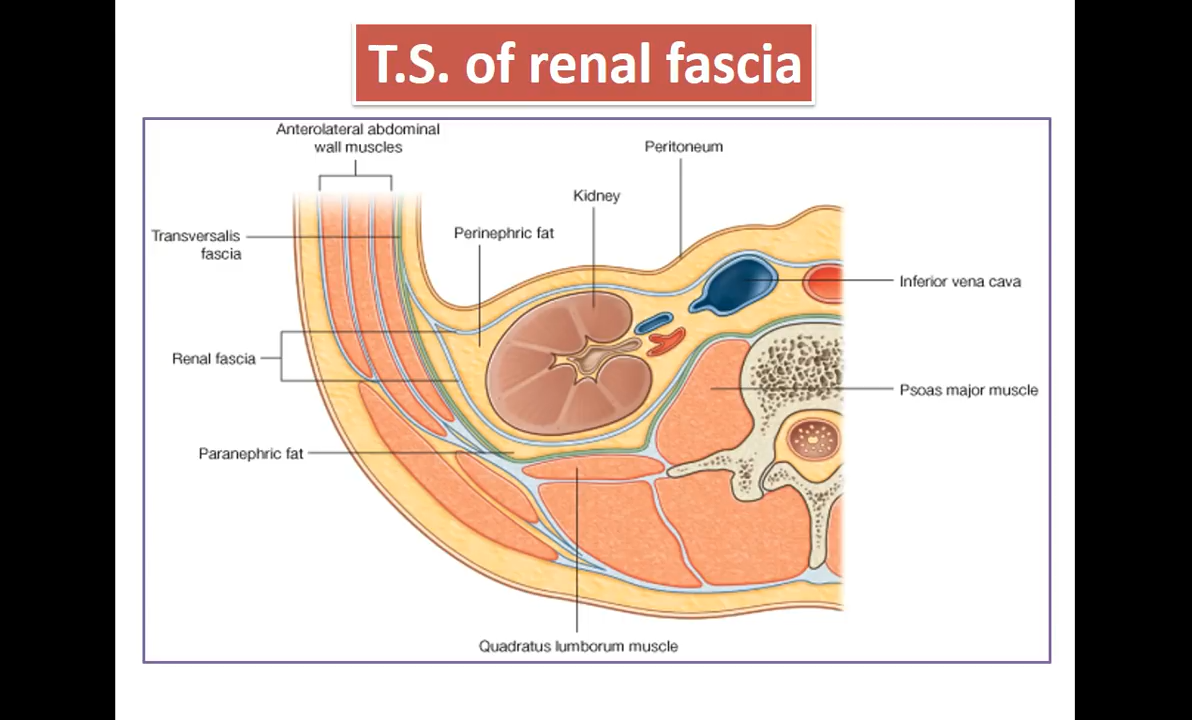 T.S. of renal fascia
Anterolateral abdominal
wall muscles
Peritoneum
Kidney
Transversalis
fascia
Perinephric fat
Inferior vena cava
Renal fascia
Psoas major muscle
Paranephric fat
Quadratus lumborum muscle